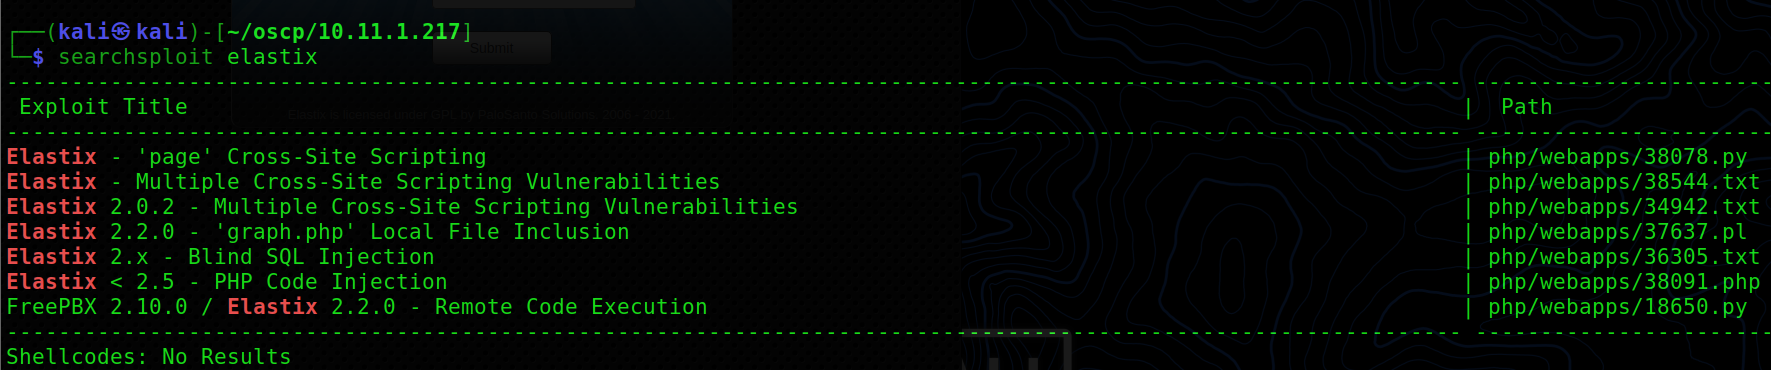 ┌──(kali㉿kali)-[~/oscp/10.11.1.217]
└─$ searchsploit elastix
Submit
Exploit Title | Path
Elastix - 'page' Cross-Site Scripting | php/webapps/38078.py
Elastix - Multiple Cross-Site Scripting Vulnerabilities | php/webapps/38544.txt
Elastix 2.0.2 - Multiple Cross-Site Scripting Vulnerabilities | php/webapps/34942.txt
Elastix 2.2.0 - 'graph.php' Local File Inclusion | php/webapps/37637.pl
Elastix 2.x - Blind SQL Injection | php/webapps/36305.txt
Elastix < 2.5 - PHP Code Injection | php/webapps/38091.php
FreePBX 2.10.0 / Elastix 2.2.0 - Remote Code Execution | php/webapps/18650.py
Shellcodes: No Results